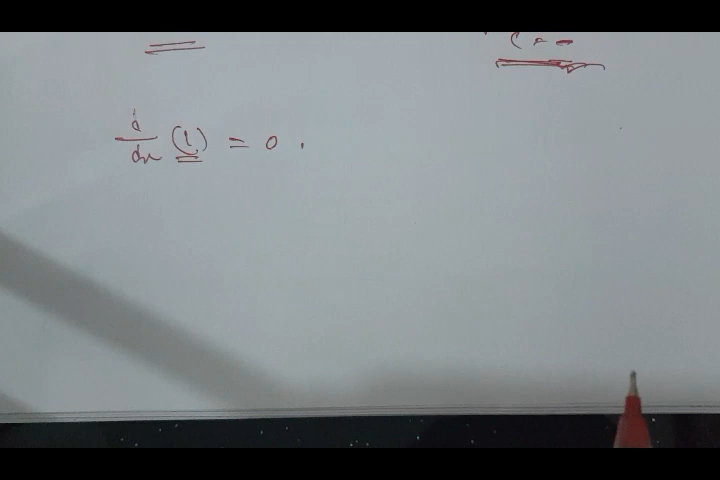 d/dx (1) = 0.